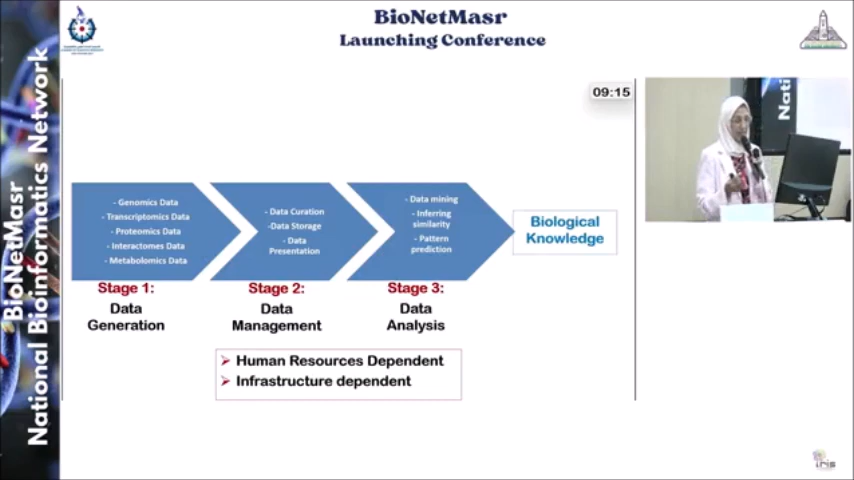 BioNetMasr
Launching Conference
BioNetMasr
National Bioinformatics Network
09:15
Nati
- Genomics Data
- Transcriptomics Data
- Proteomics Data
- Interactomes Data
- Metabolomics Data
- Data Curation
-Data Storage
- Data
Presentation
- Data mining
- Inferring
similarity
- Pattern
prediction
Biological
Knowledge
Stage 1:
Data
Generation
Stage 2:
Data
Management
Stage 3:
Data
Analysis
Human Resources Dependent
Infrastructure dependent
iris